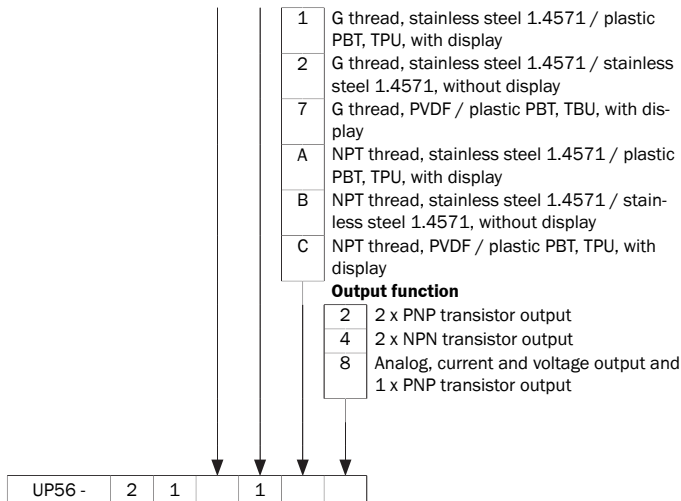 1 G thread, stainless steel 1.4571 / plastic
PBT, TPU, with display
2 G thread, stainless steel 1.4571 / stainless
steel 1.4571, without display
7 G thread, PVDF / plastic PBT, TBU, with dis-
play
A NPT thread, stainless steel 1.4571 / plastic
PBT, TPU, with display
B NPT thread, stainless steel 1.4571 / stain-
less steel 1.4571, without display
C NPT thread, PVDF / plastic PBT, TPU, with
display
Output function
2 2 x PNP transistor output
4 2 x NPN transistor output
8 Analog, current and voltage output and
1 x PNP transistor output
UP56 - 2 1 1